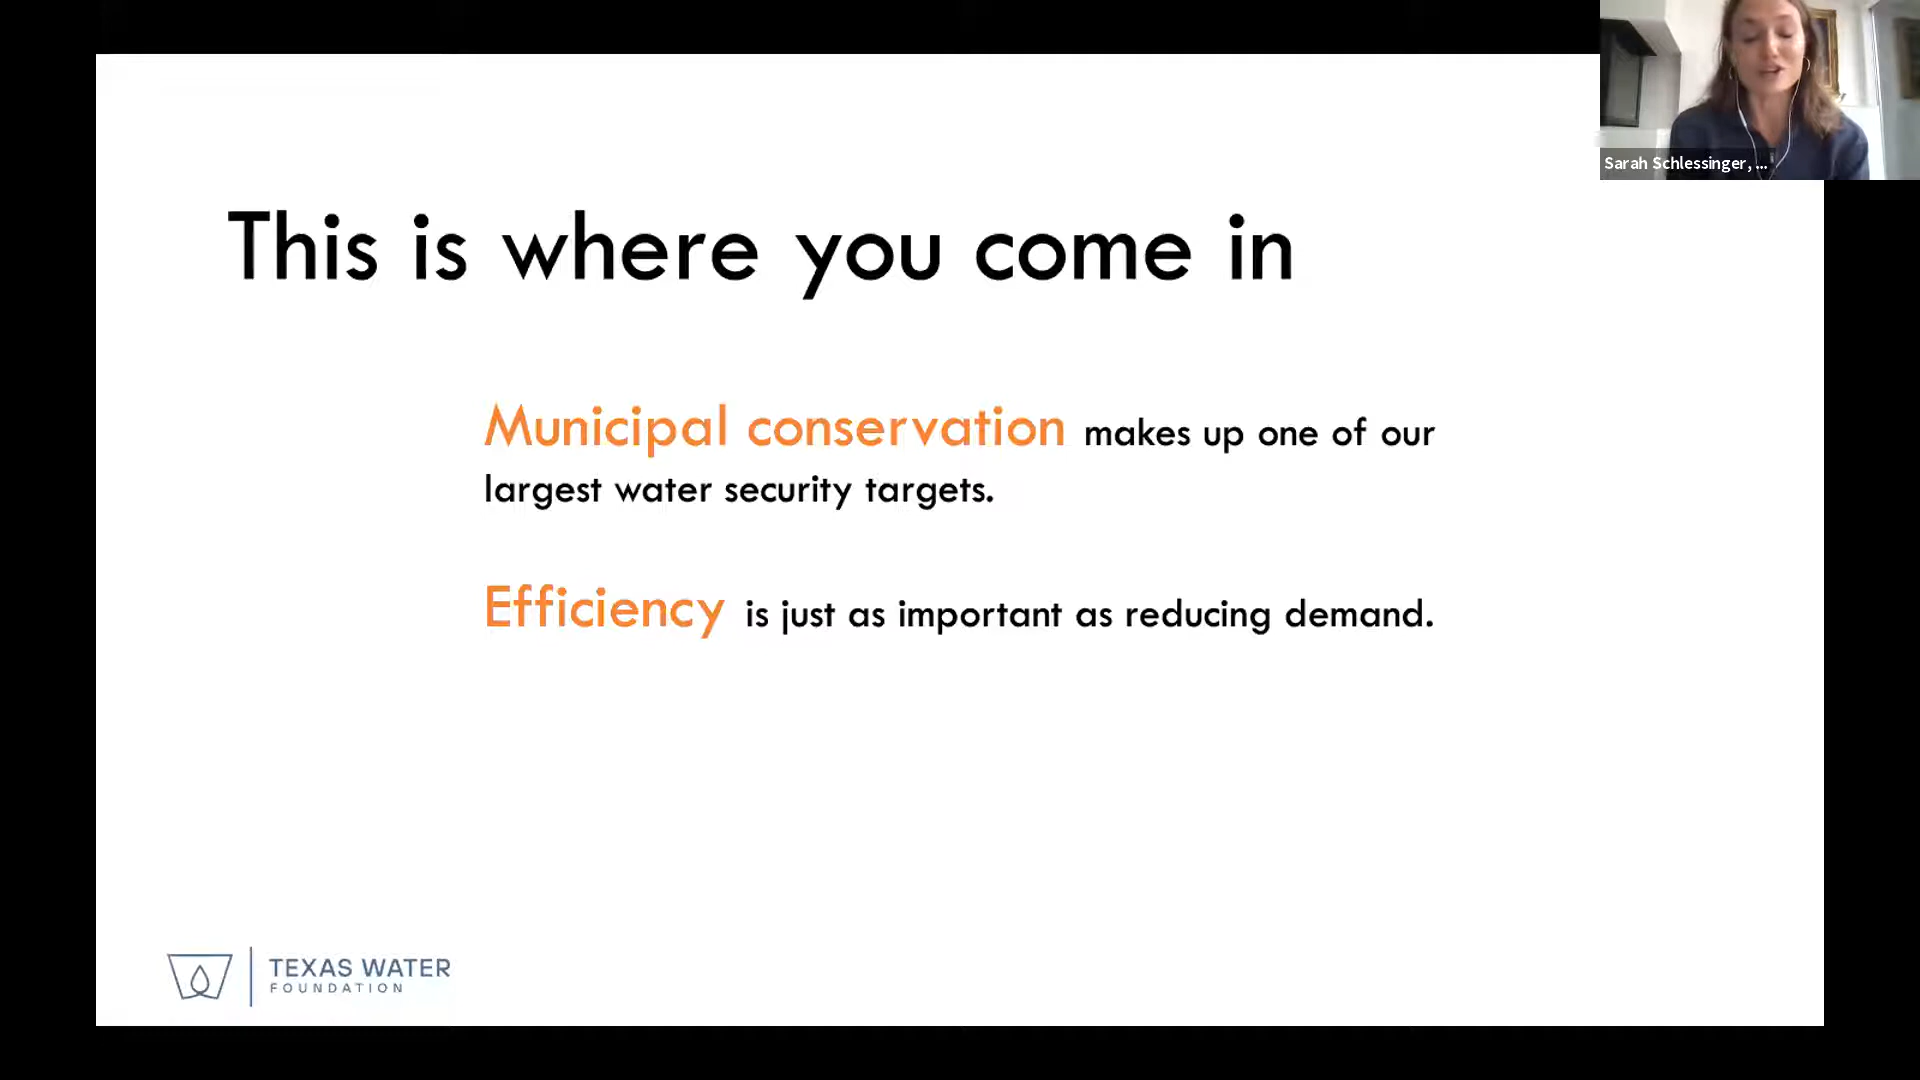 Sarah Schlessinger, ...
This is where you come in
Municipal conservation makes up one of our
largest water security targets.
Efficiency is just as important as reducing demand.
TEXAS WATER
FOUNDATION